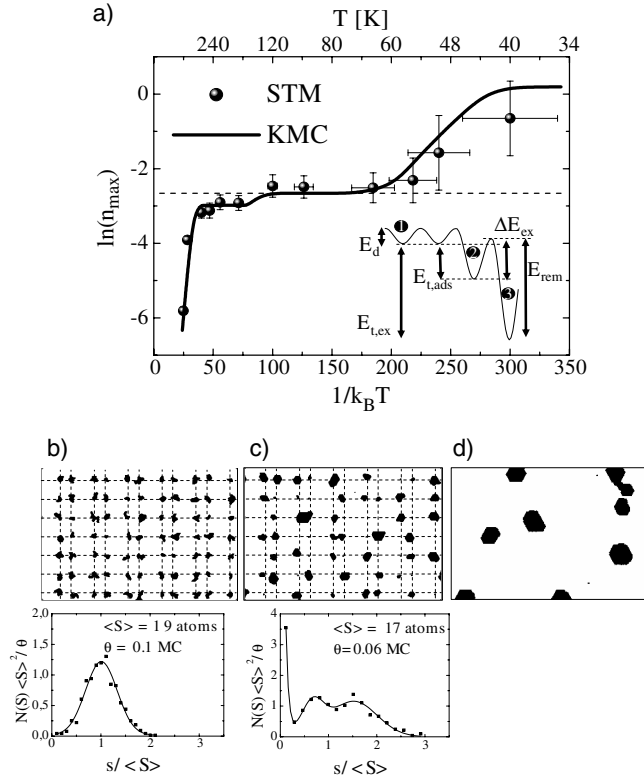 a)
T [K]
240 120 80 60 48 40 34
STM
KMC
0
-2
-4
-6
ln(n_max)
1
2
3
E_d
ΔE_ex
E_t,ads
E_rem
E_t,ex
0 50 100 150 200 250 300 350
1/k_BT
b) c) d)
2.0
1.5
1.0
0.5
0.0
N(S) <S>²/ θ
<S> = 19 atoms
θ = 0.1 MC
0 1 2 3
s/ <S>
4
3
2
1
0
N(S) <S>²/ θ
<S> = 17 atoms
θ=0.06 MC
0 1 2 3
s/ <S>